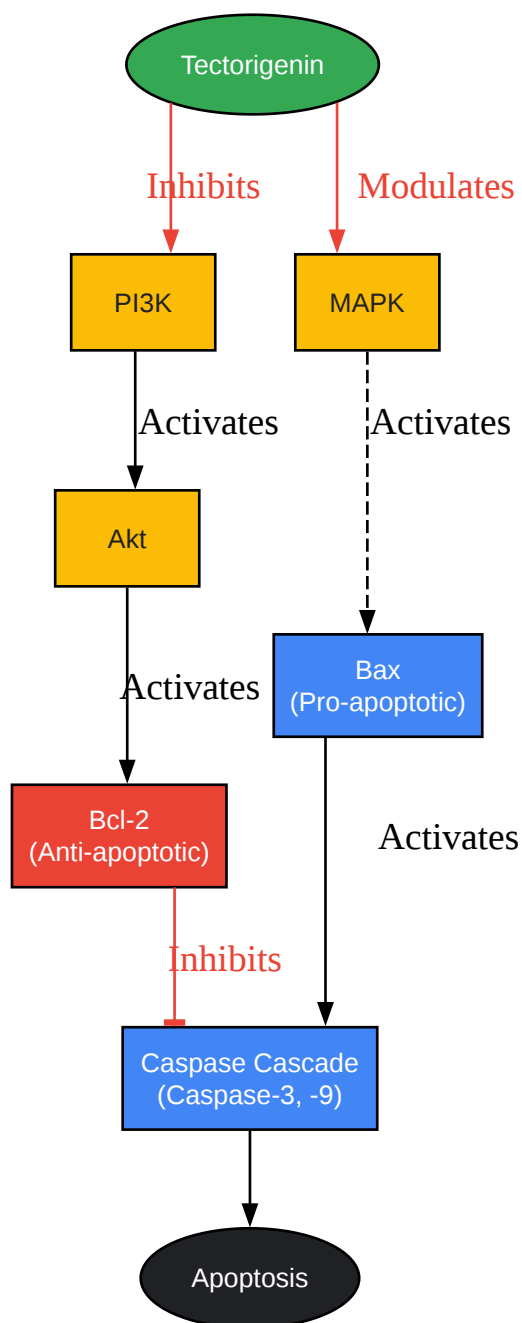 Tectorigenin
Inhibits
Modulates
PI3K
MAPK
Activates
Activates
Akt
Bax
(Pro-apoptotic)
Activates
Bcl-2
(Anti-apoptotic)
Activates
Inhibits
Caspase Cascade
(Caspase-3, -9)
Apoptosis